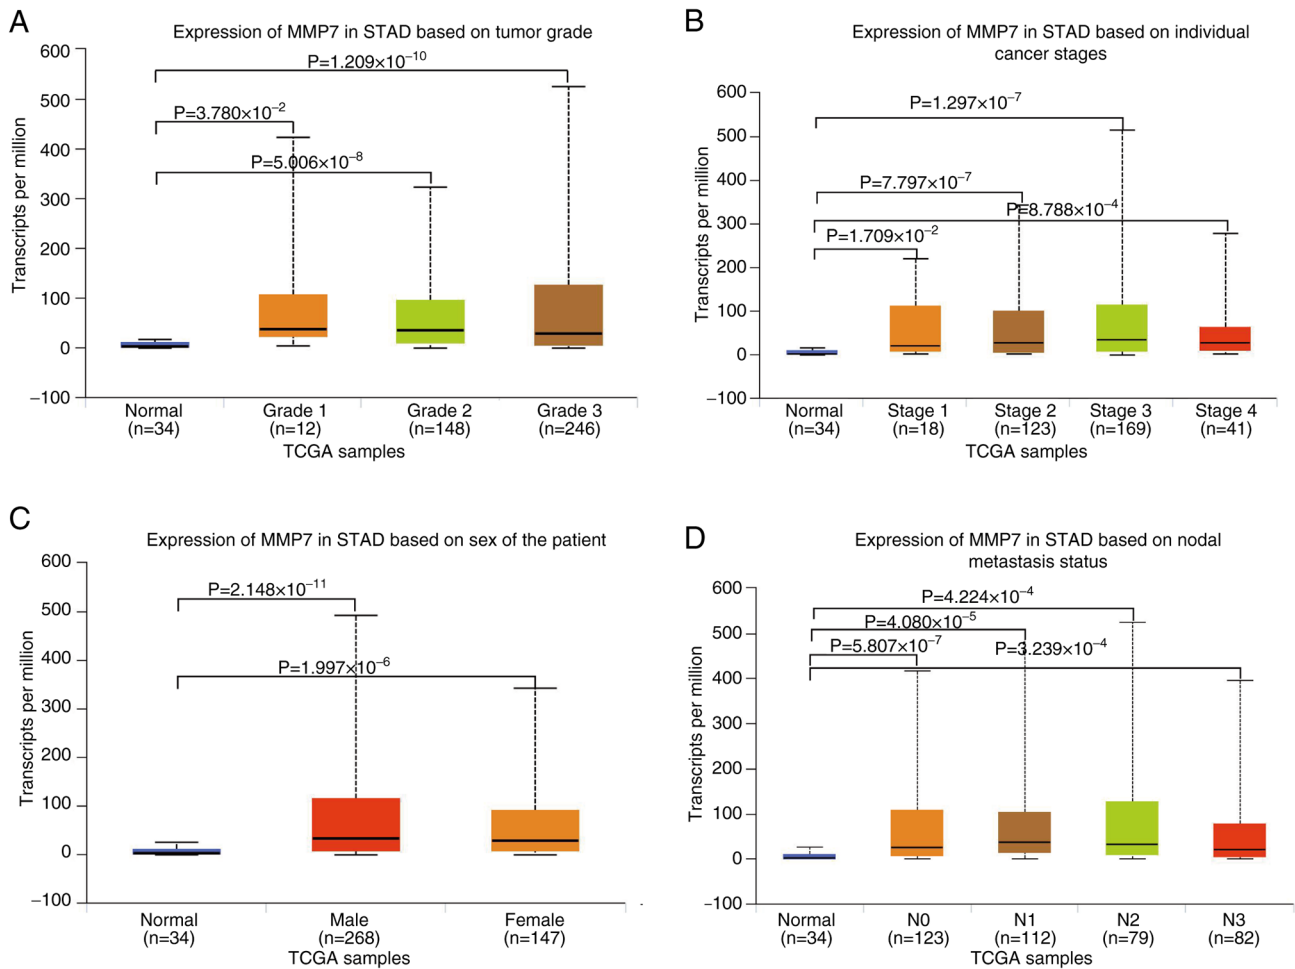 A
Expression of MMP7 in STAD based on tumor grade
Transcripts per million
600
500
400
300
200
100
0
−100
P=1.209×10−10
P=3.780×10−2
P=5.006×10−8
Normal
(n=34)
Grade 1
(n=12)
Grade 2
(n=148)
Grade 3
(n=246)
TCGA samples
B
Expression of MMP7 in STAD based on individual
cancer stages
Transcripts per million
600
500
400
300
200
100
0
−100
P=1.297×10−7
P=7.797×10−7
P=8.788×10−4
P=1.709×10−2
Normal
(n=34)
Stage 1
(n=18)
Stage 2
(n=123)
Stage 3
(n=169)
Stage 4
(n=41)
TCGA samples
C
Expression of MMP7 in STAD based on sex of the patient
Transcripts per million
600
500
400
300
200
100
0
−100
P=2.148×10−11
P=1.997×10−6
Normal
(n=34)
Male
(n=268)
Female
(n=147)
TCGA samples
D
Expression of MMP7 in STAD based on nodal
metastasis status
Transcripts per million
600
500
400
300
200
100
0
−100
P=4.224×10−4
P=4.080×10−5
P=5.807×10−7
P=3.239×10−4
Normal
(n=34)
N0
(n=123)
N1
(n=112)
N2
(n=79)
N3
(n=82)
TCGA samples